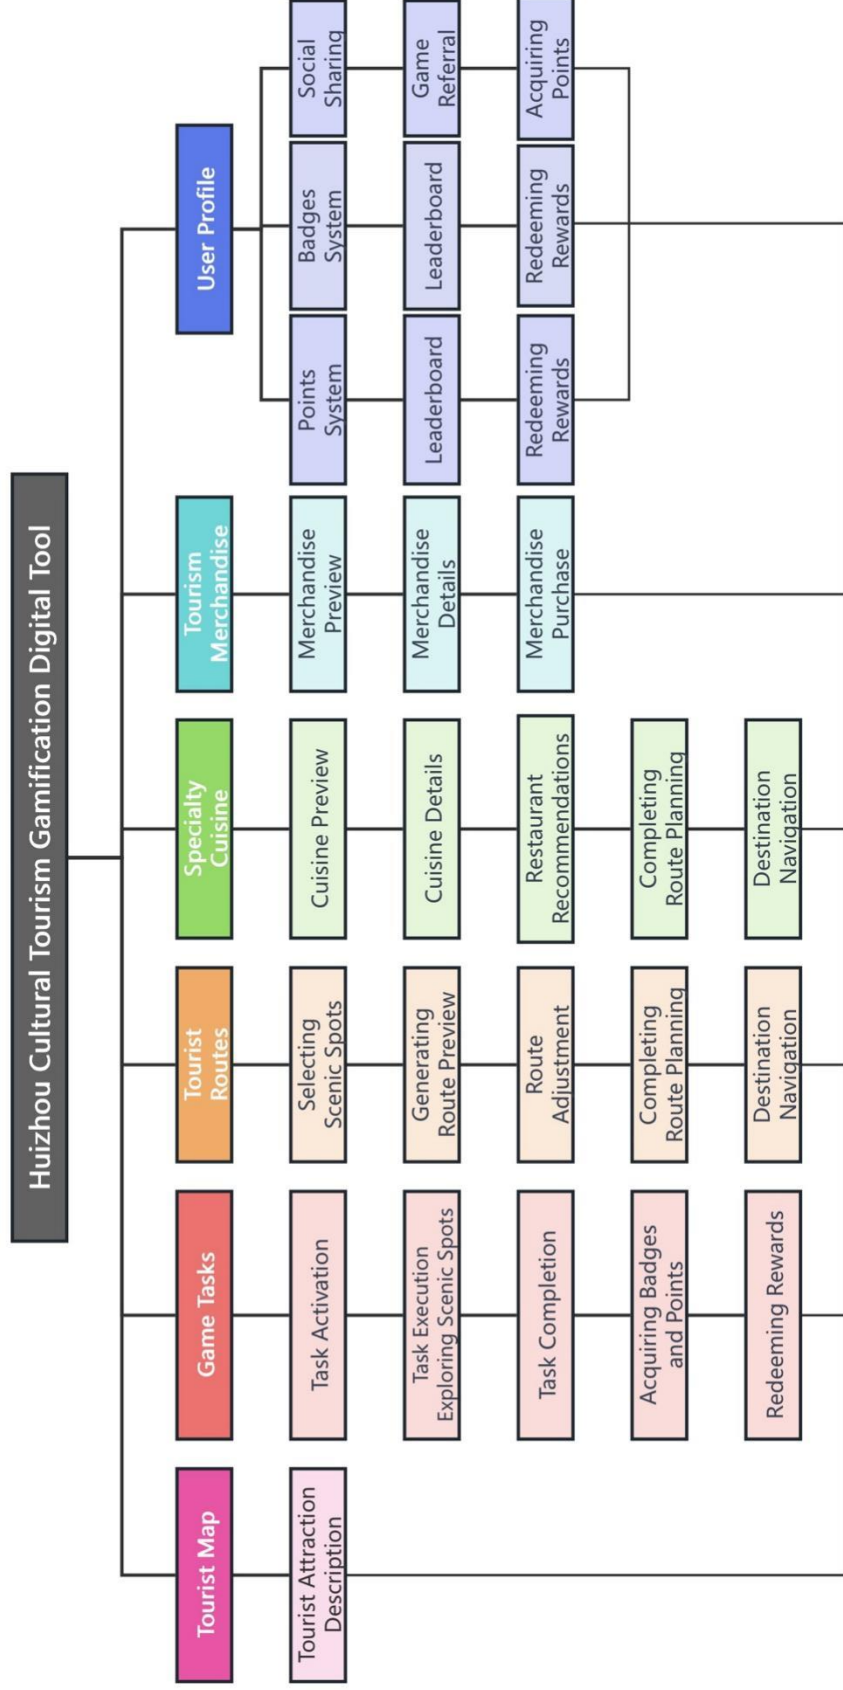 Huizhou Cultural Tourism Gamification Digital Tool
Tourist Map
Game Tasks
Tourist
Routes
Specialty
Cuisine
Tourism
Merchandise
User Profile
Tourist Attraction
Description
Task Activation
Selecting
Scenic Spots
Cuisine Preview
Merchandise
Preview
Points
System
Badges
System
Social
Sharing
Task Execution
Exploring Scenic Spots
Generating
Route Preview
Cuisine Details
Merchandise
Details
Leaderboard
Leaderboard
Game
Referral
Task Completion
Route
Adjustment
Restaurant
Recommendations
Merchandise
Purchase
Redeeming
Rewards
Redeeming
Rewards
Acquiring
Points
Acquiring Badges
and Points
Completing
Route Planning
Completing
Route Planning
Redeeming Rewards
Destination
Navigation
Destination
Navigation